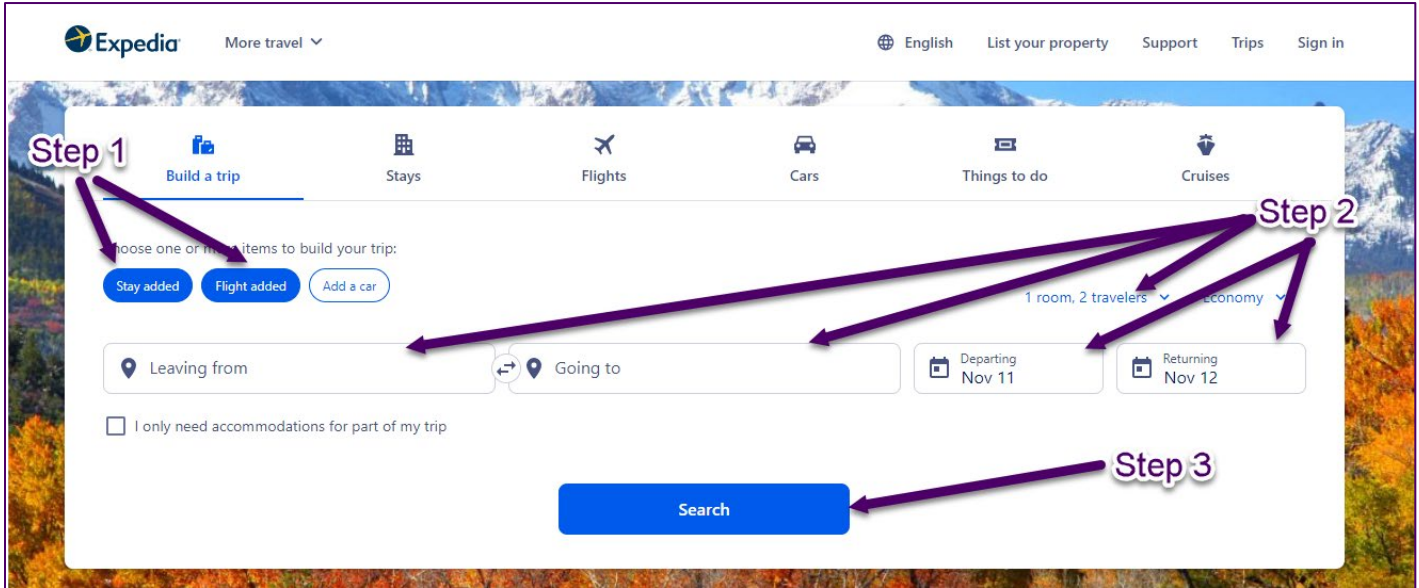 Expedia More travel English List your property Support Trips Sign in
Step 1
Build a trip Stays Flights Cars Things to do Cruises
Step 2
one or items to build your trip:
Stay added Flight added Add a car
1 room, 2 travelers Economy
Leaving from Going to Departing Returning
Nov 11 Nov 12
I only need accommodations for part of my trip
Step 3
Search